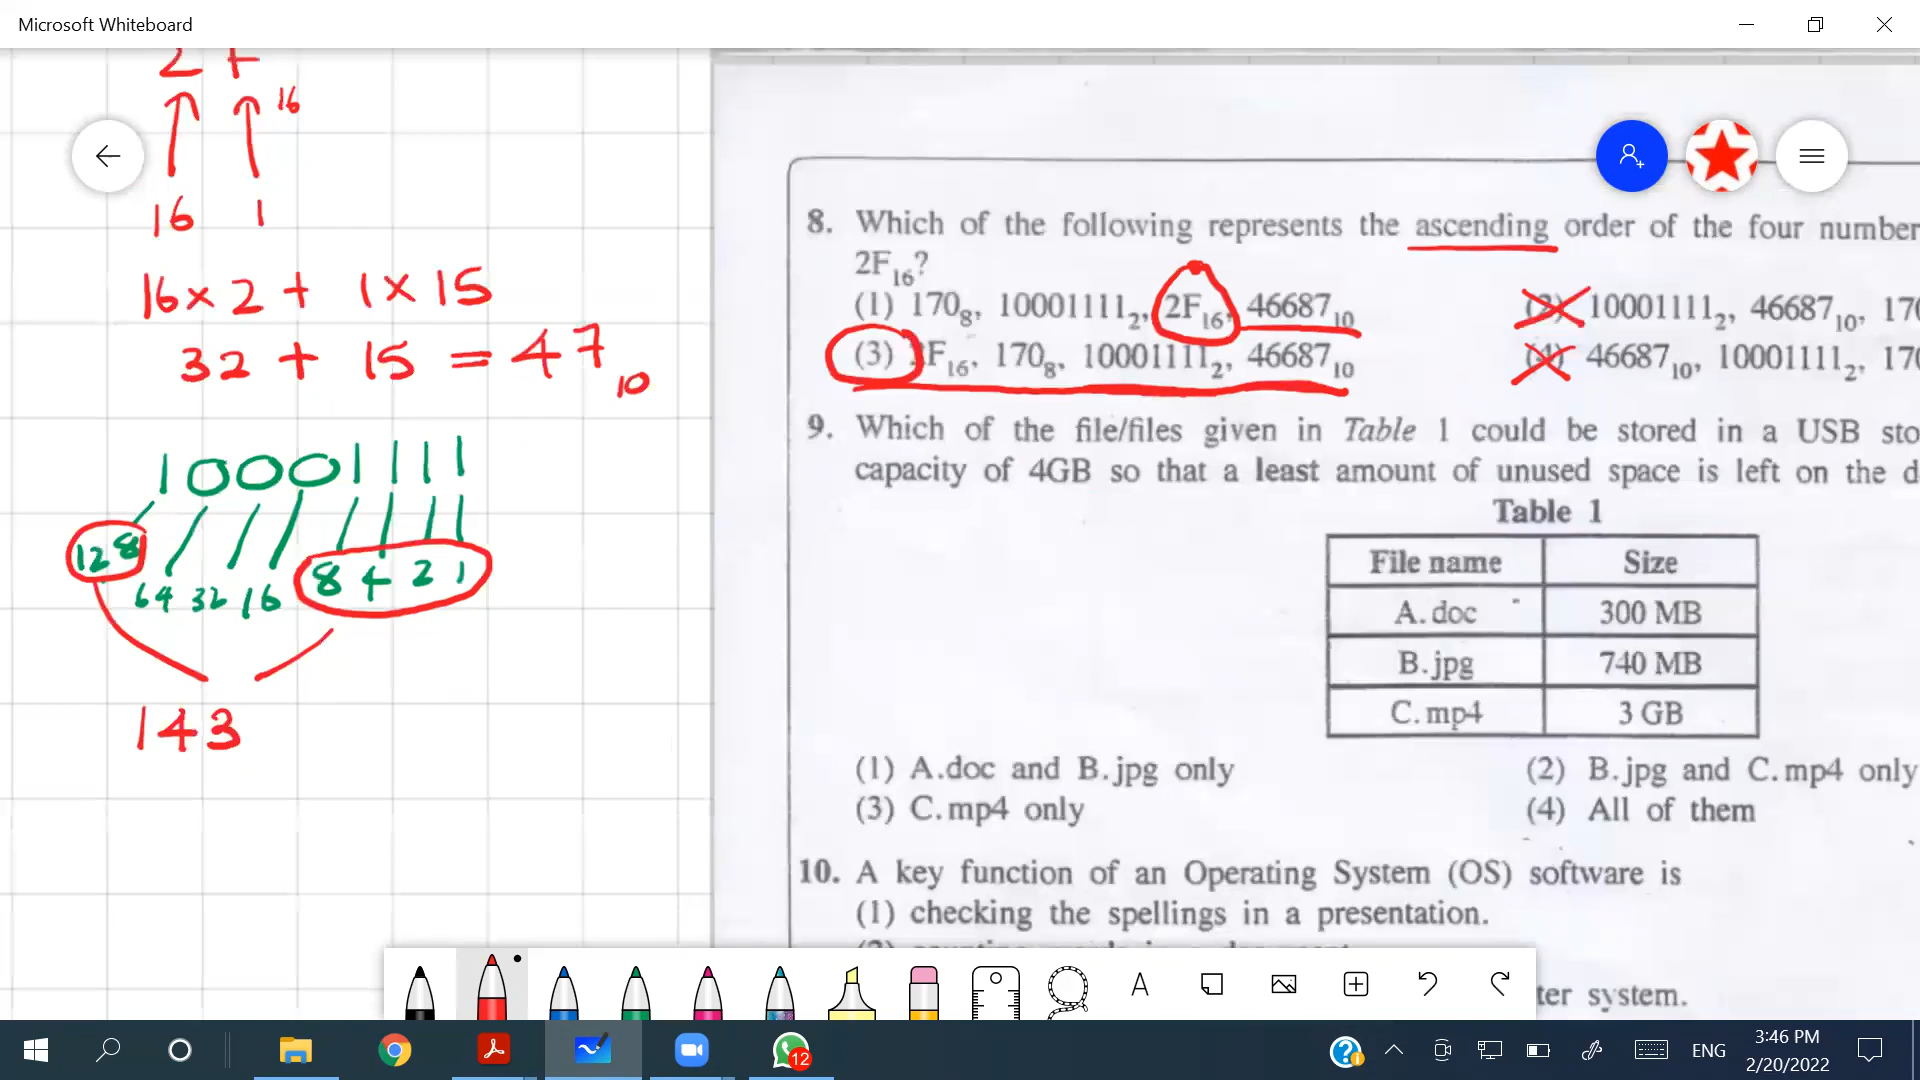 Microsoft Whiteboard
2 F
16
16 1
16 × 2 + 1 × 15
32 + 15 = 47 10
10001111
128 64 32 16 8 4 2 1
143
8. Which of the following represents the ascending order of the four number
2F16?
(1) 1708, 100011112, 2F16, 4668710
(2) 100011112, 4668710, 170
(3) 2F16, 1708, 100011112, 4668710
(4) 4668710, 100011112, 170
9. Which of the file/files given in Table 1 could be stored in a USB sto
capacity of 4GB so that a least amount of unused space is left on the d
Table 1
File name Size
A.doc 300 MB
B.jpg 740 MB
C.mp4 3 GB
(1) A.doc and B.jpg only
(2) B.jpg and C.mp4 only
(3) C.mp4 only
(4) All of them
10. A key function of an Operating System (OS) software is
(1) checking the spellings in a presentation.
ter system.
A
12
ENG
3:46 PM
2/20/2022